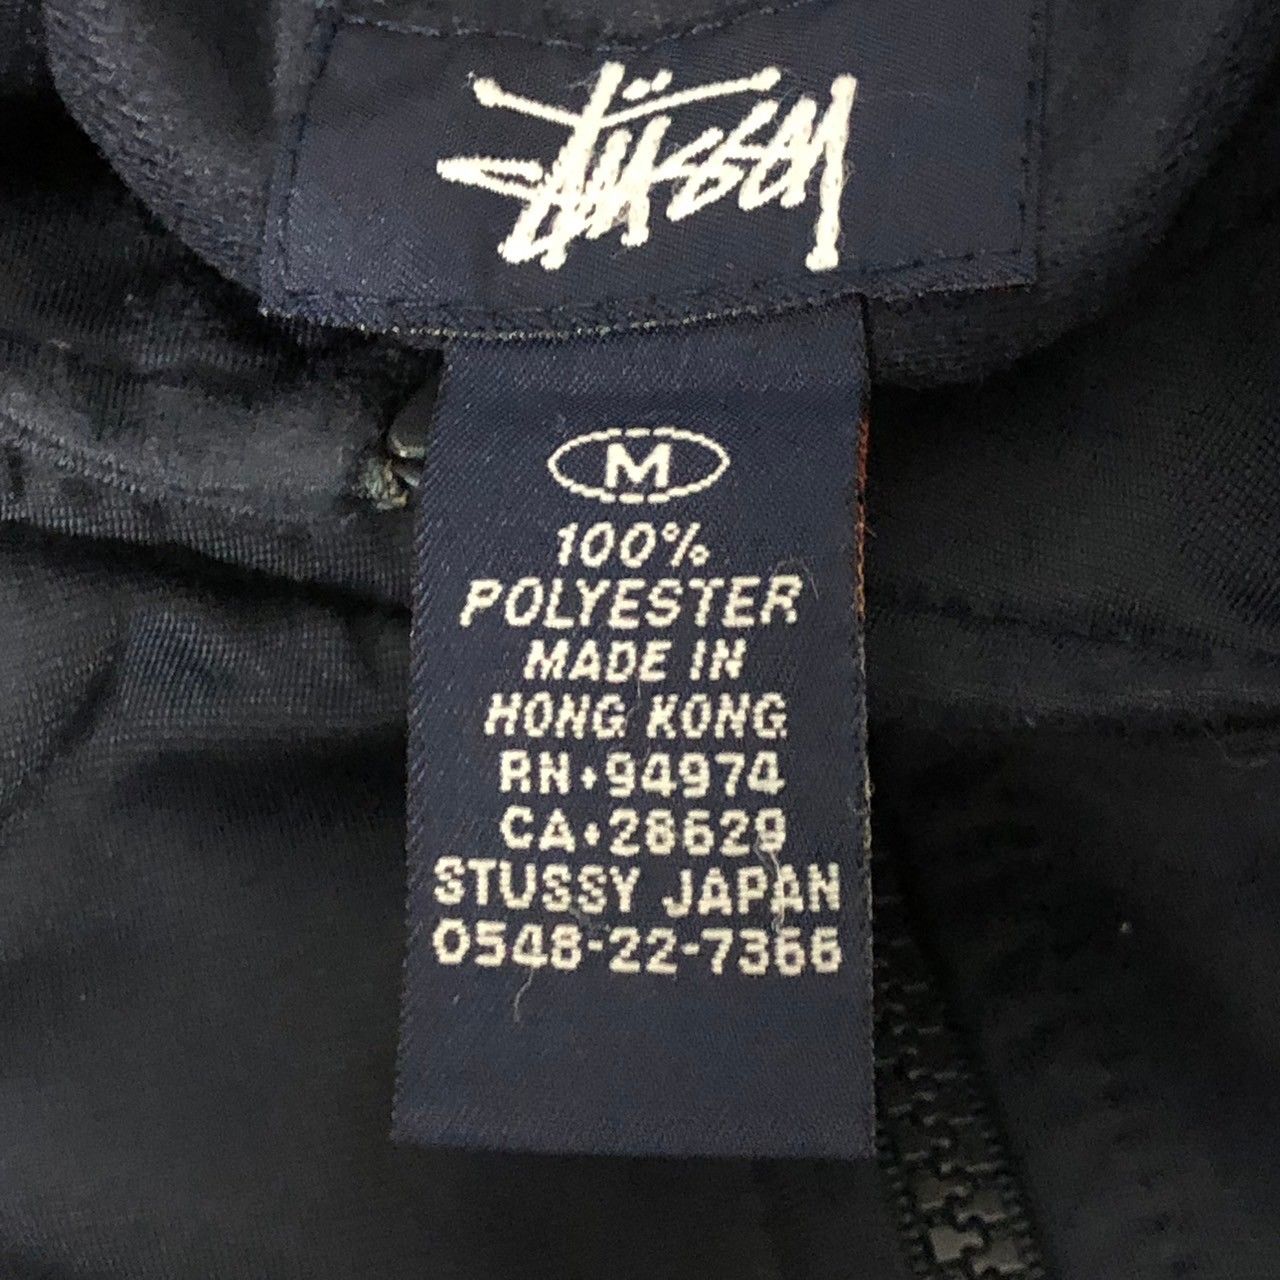 STÜSSY
M
100%
POLYESTER
MADE IN
HONG KONG
RN•94974
CA•28629
STUSSY JAPAN
0548-22-7366